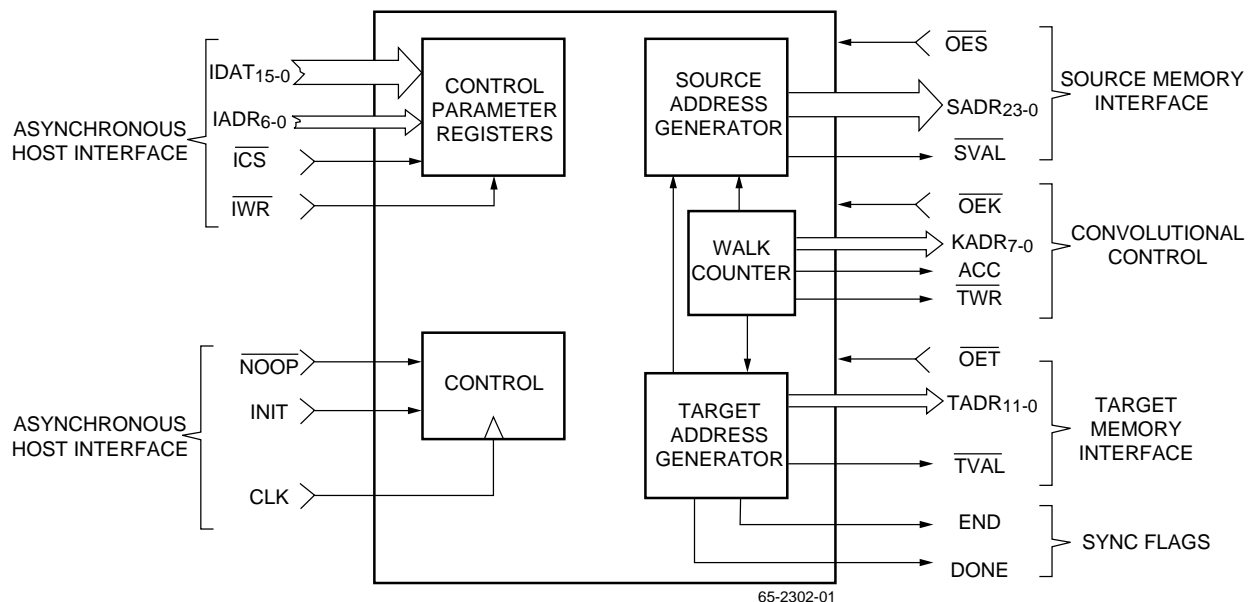 ASYNCHRONOUS
HOST INTERFACE
IDAT15-0
IADR6-0
ICS
IWR
CONTROL
PARAMETER
REGISTERS
ASYNCHRONOUS
HOST INTERFACE
NOOP
INIT
CLK
CONTROL
SOURCE
ADDRESS
GENERATOR
WALK
COUNTER
TARGET
ADDRESS
GENERATOR
OES
SADR23-0
SVAL
SOURCE MEMORY
INTERFACE
OEK
KADR7-0
ACC
TWR
CONVOLUTIONAL
CONTROL
OET
TADR11-0
TVAL
TARGET
MEMORY
INTERFACE
END
DONE
SYNC FLAGS
65-2302-01